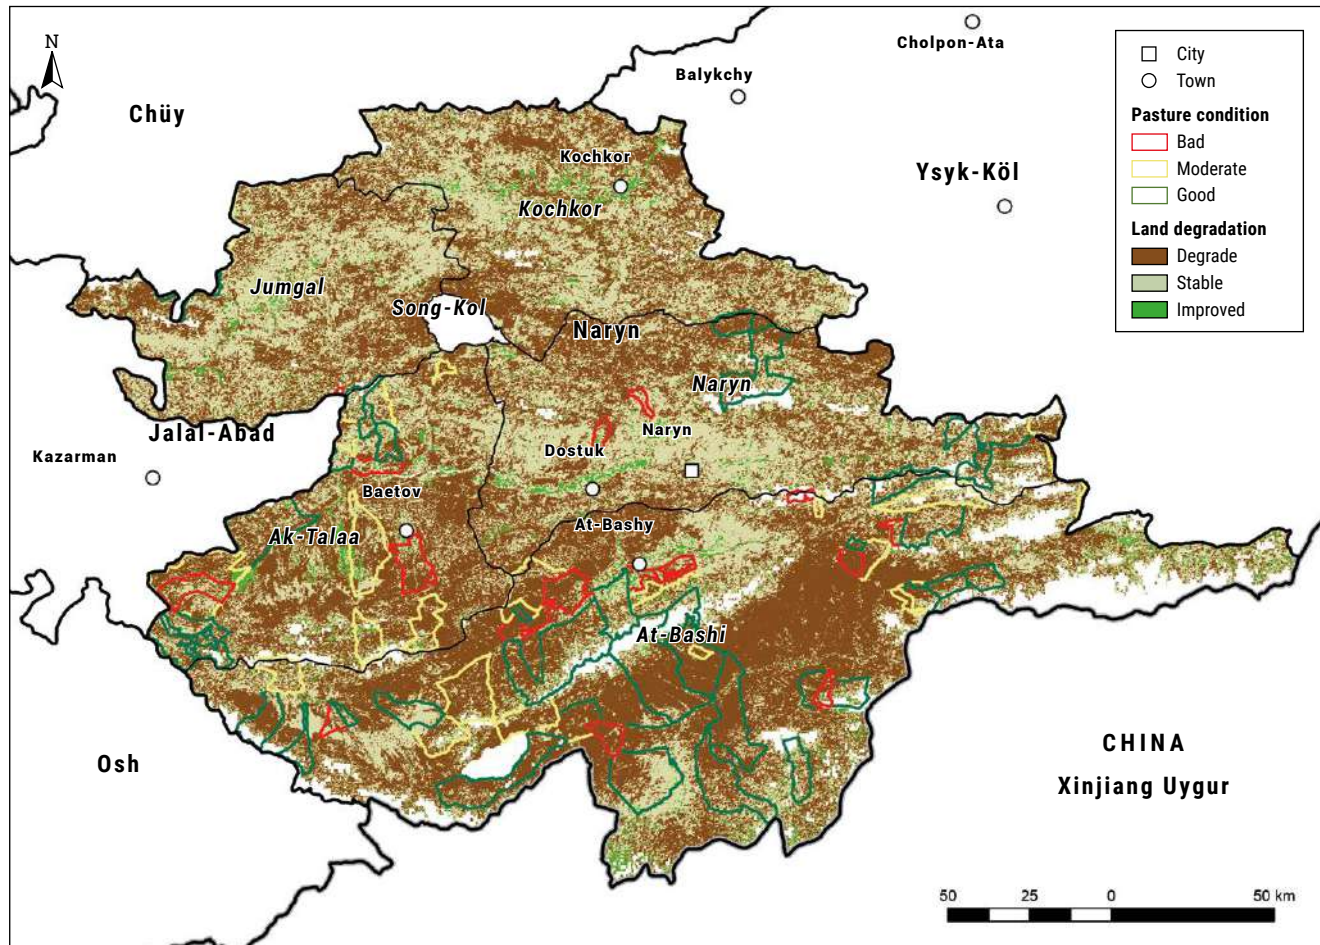 N
Cholpon-Ata
Balykchy
Chüy
Kochkor
Ysyk-Köl
Kochkor
Jumgal
Song-Kol
Naryn
Naryn
Jalal-Abad
Naryn
Kazarman
Dostuk
Baetov
At-Bashy
Ak-Talaa
At-Bashi
Osh
CHINA
Xinjiang Uygur
City
Town
Pasture condition
Bad
Moderate
Good
Land degradation
Degrade
Stable
Improved
50 25 0 50 km